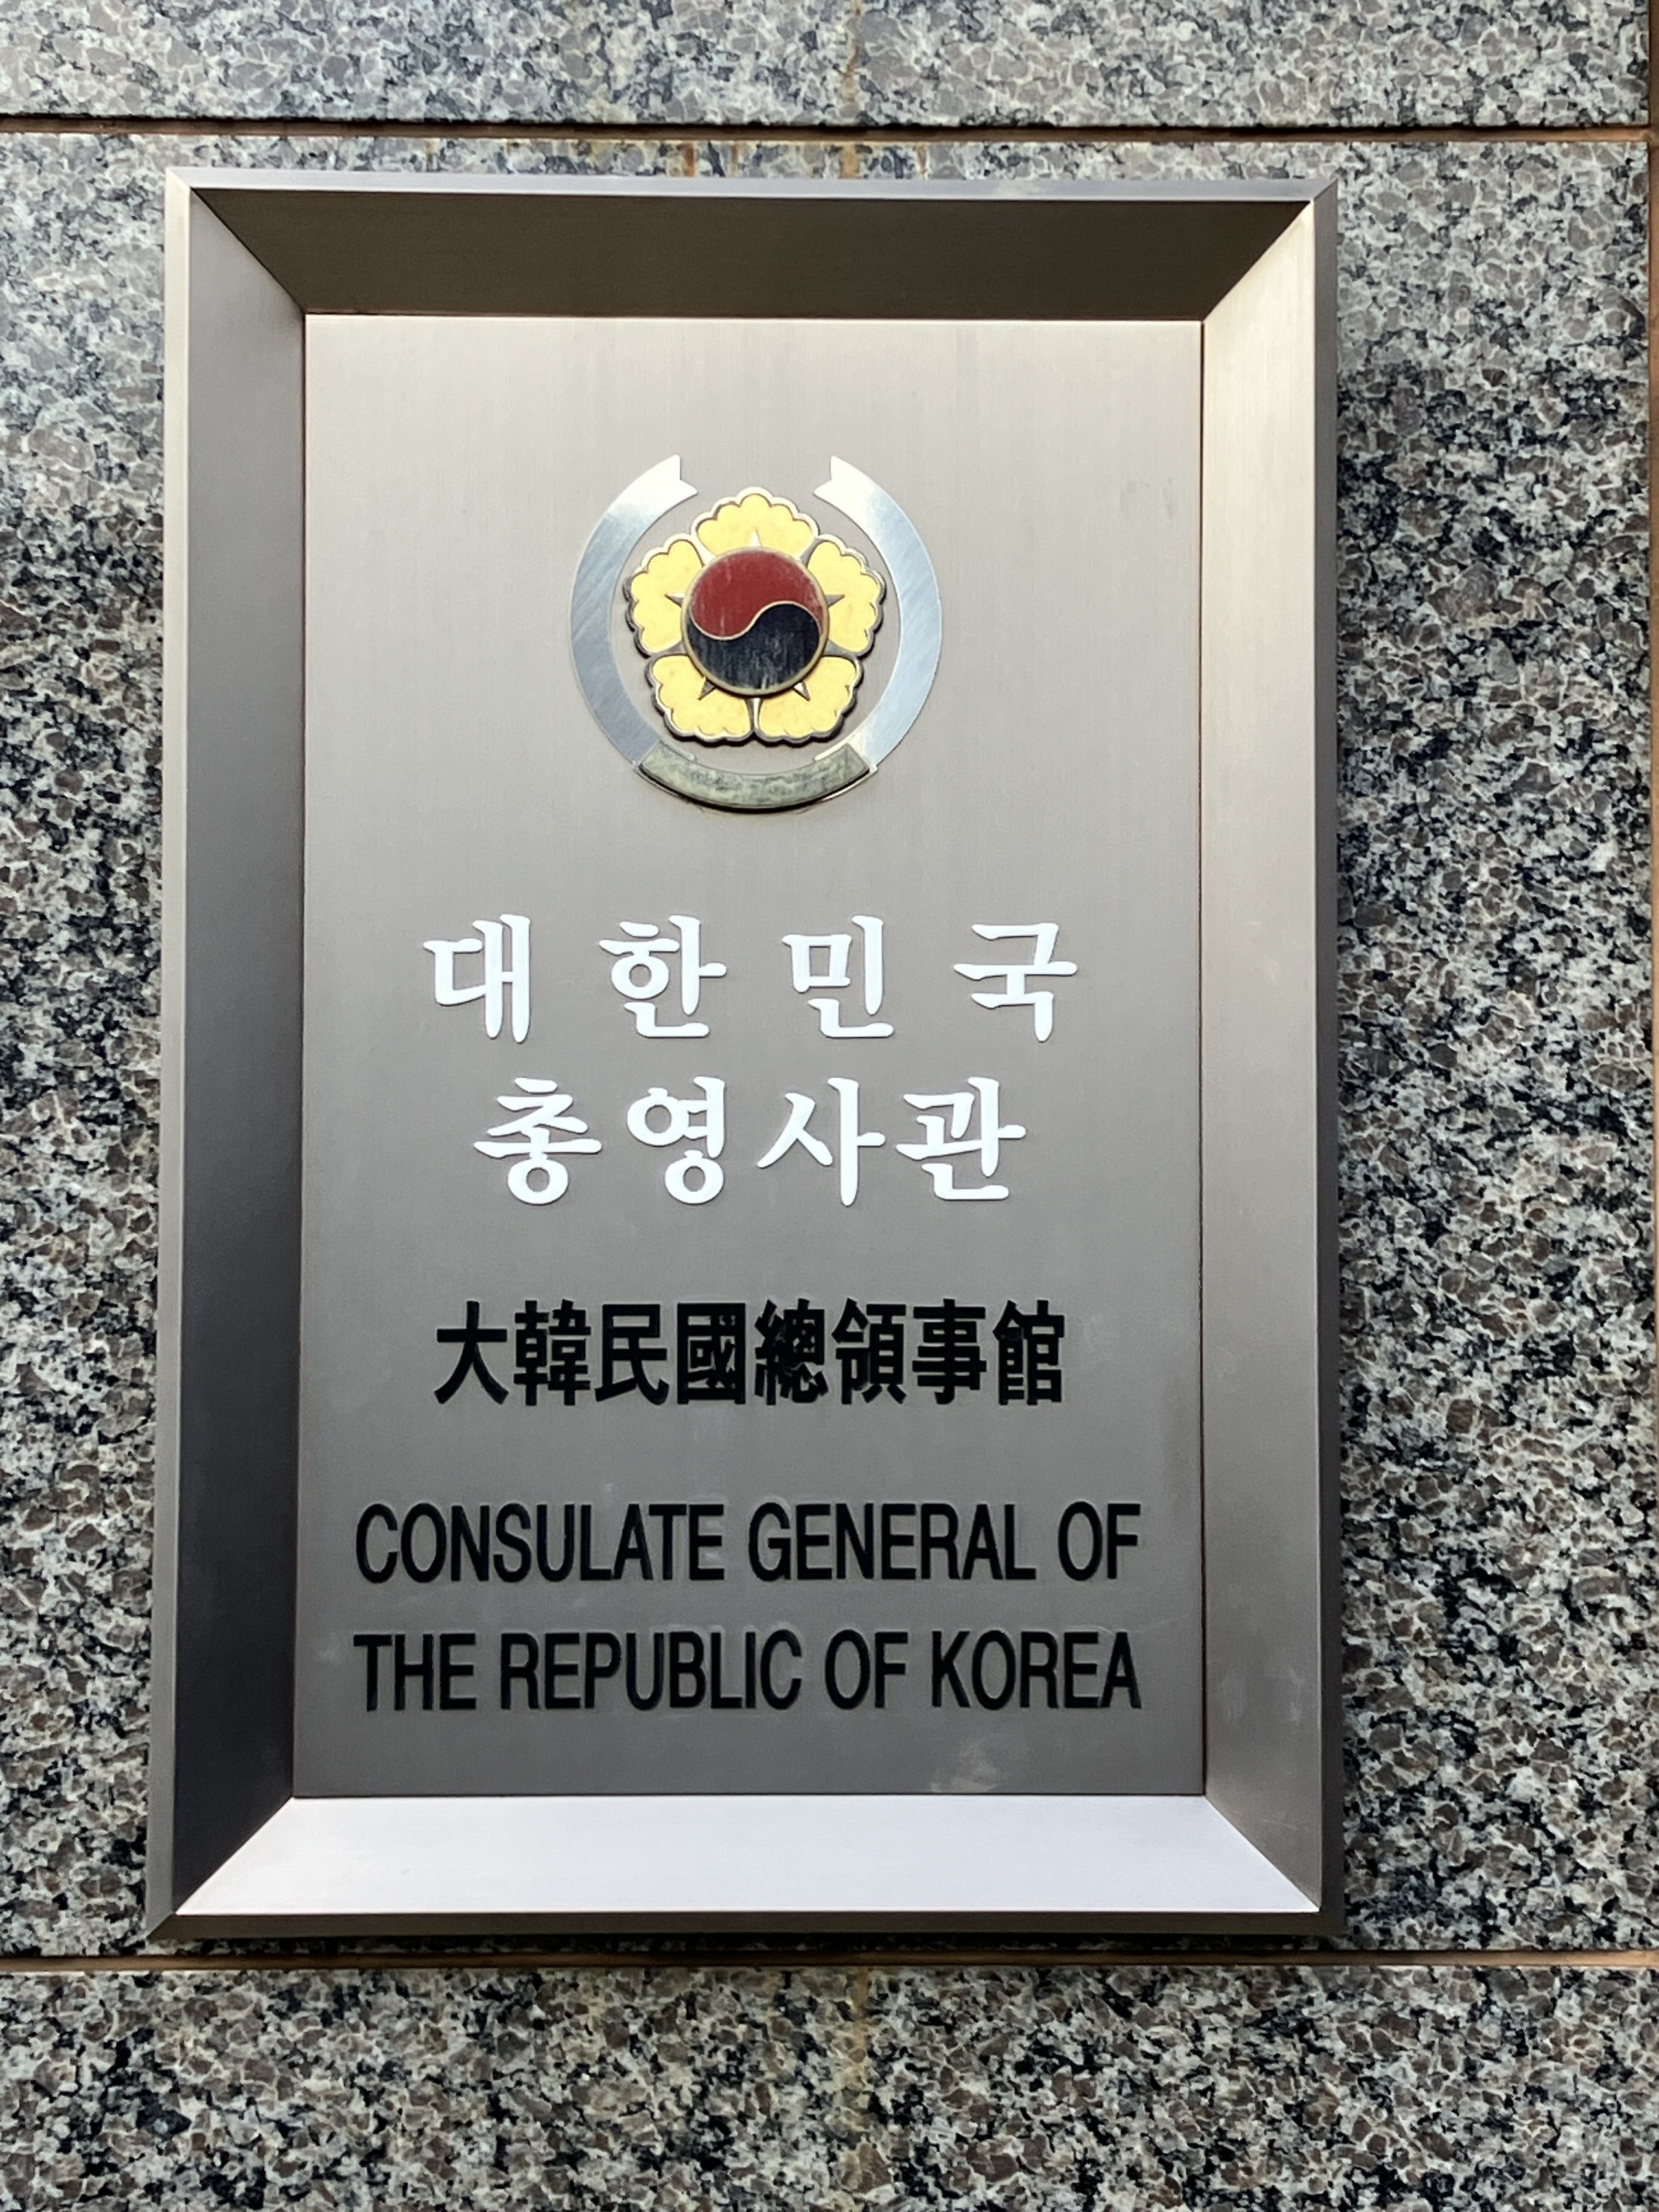 대한민국
총영사관
大韓民國總領事館
CONSULATE GENERAL OF
THE REPUBLIC OF KOREA